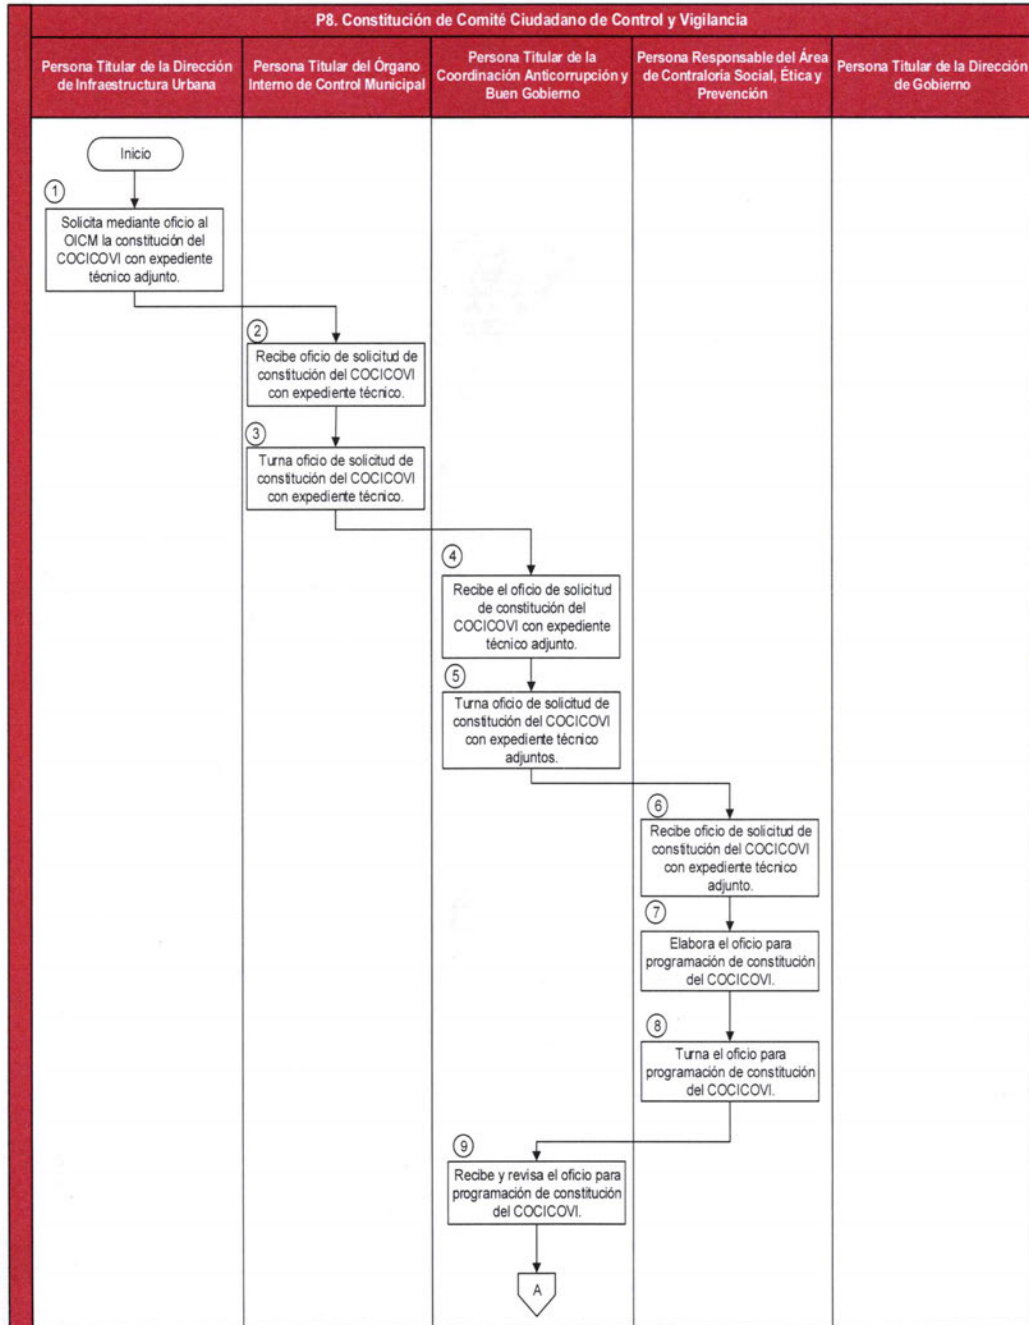 P8. Constitución de Comité Ciudadano de Control y Vigilancia
Persona Titular de la Dirección
de Infraestructura Urbana
Persona Titular del Órgano
Interno de Control Municipal
Persona Titular de la
Coordinación Anticorrupción y
Buen Gobierno
Persona Responsable del Área
de Contraloría Social, Ética y
Prevención
Persona Titular de la Dirección
de Gobierno
Inicio
1
Solicita mediante oficio al
OICM la constitución del
COCICOVI con expediente
técnico adjunto.
2
Recibe oficio de solicitud de
constitución del COCICOVI
con expediente técnico.
3
Turna oficio de solicitud de
constitución del COCICOVI
con expediente técnico.
4
Recibe el oficio de solicitud
de constitución del
COCICOVI con expediente
técnico adjunto.
5
Turna oficio de solicitud de
constitución del COCICOVI
con expediente técnico
adjuntos.
6
Recibe oficio de solicitud de
constitución del COCICOVI
con expediente técnico
adjunto.
7
Elabora el oficio para
programación de constitución
del COCICOVI.
8
Turna el oficio para
programación de constitución
del COCICOVI.
9
Recibe y revisa el oficio para
programación de constitución
del COCICOVI.
A